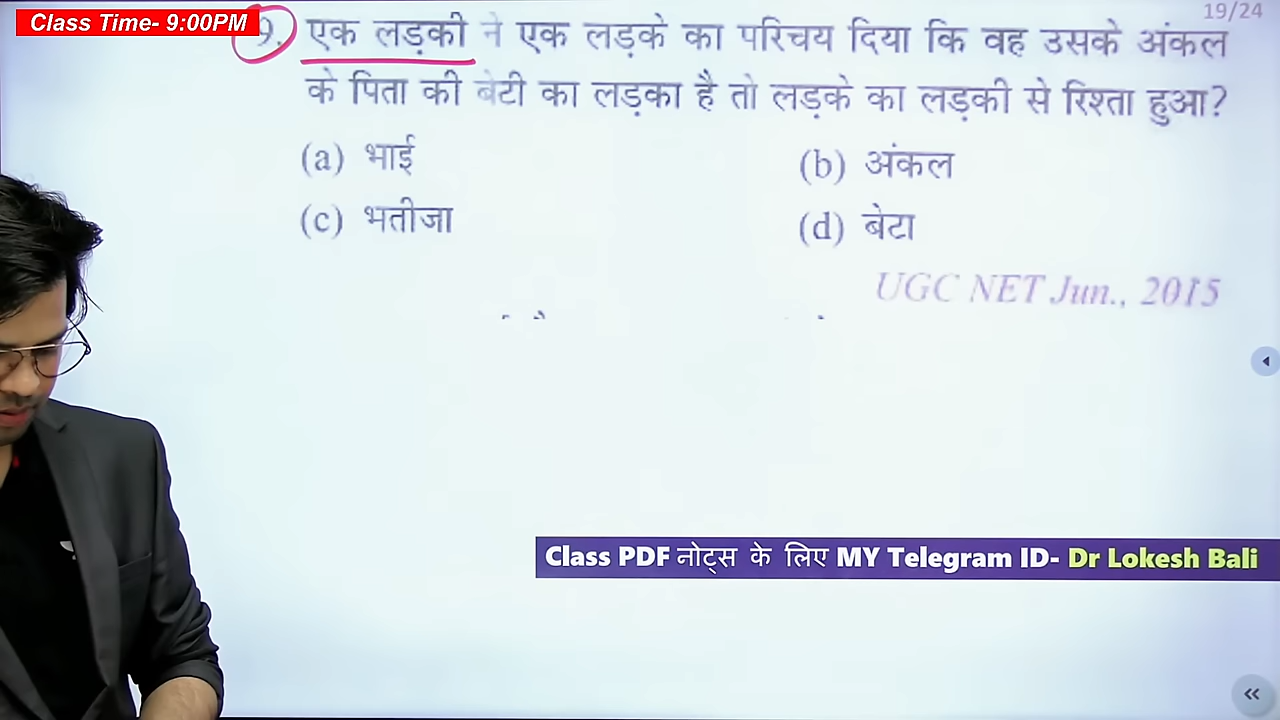 Class Time- 9:00PM
19/24
9. एक लड़की ने एक लड़के का परिचय दिया कि वह उसके अंकल
के पिता की बेटी का लड़का है तो लड़के का लड़की से रिश्ता हुआ?
(a) भाई (b) अंकल
(c) भतीजा (d) बेटा
UGC NET Jun., 2015
Class PDF नोट्स के लिए MY Telegram ID- Dr Lokesh Bali